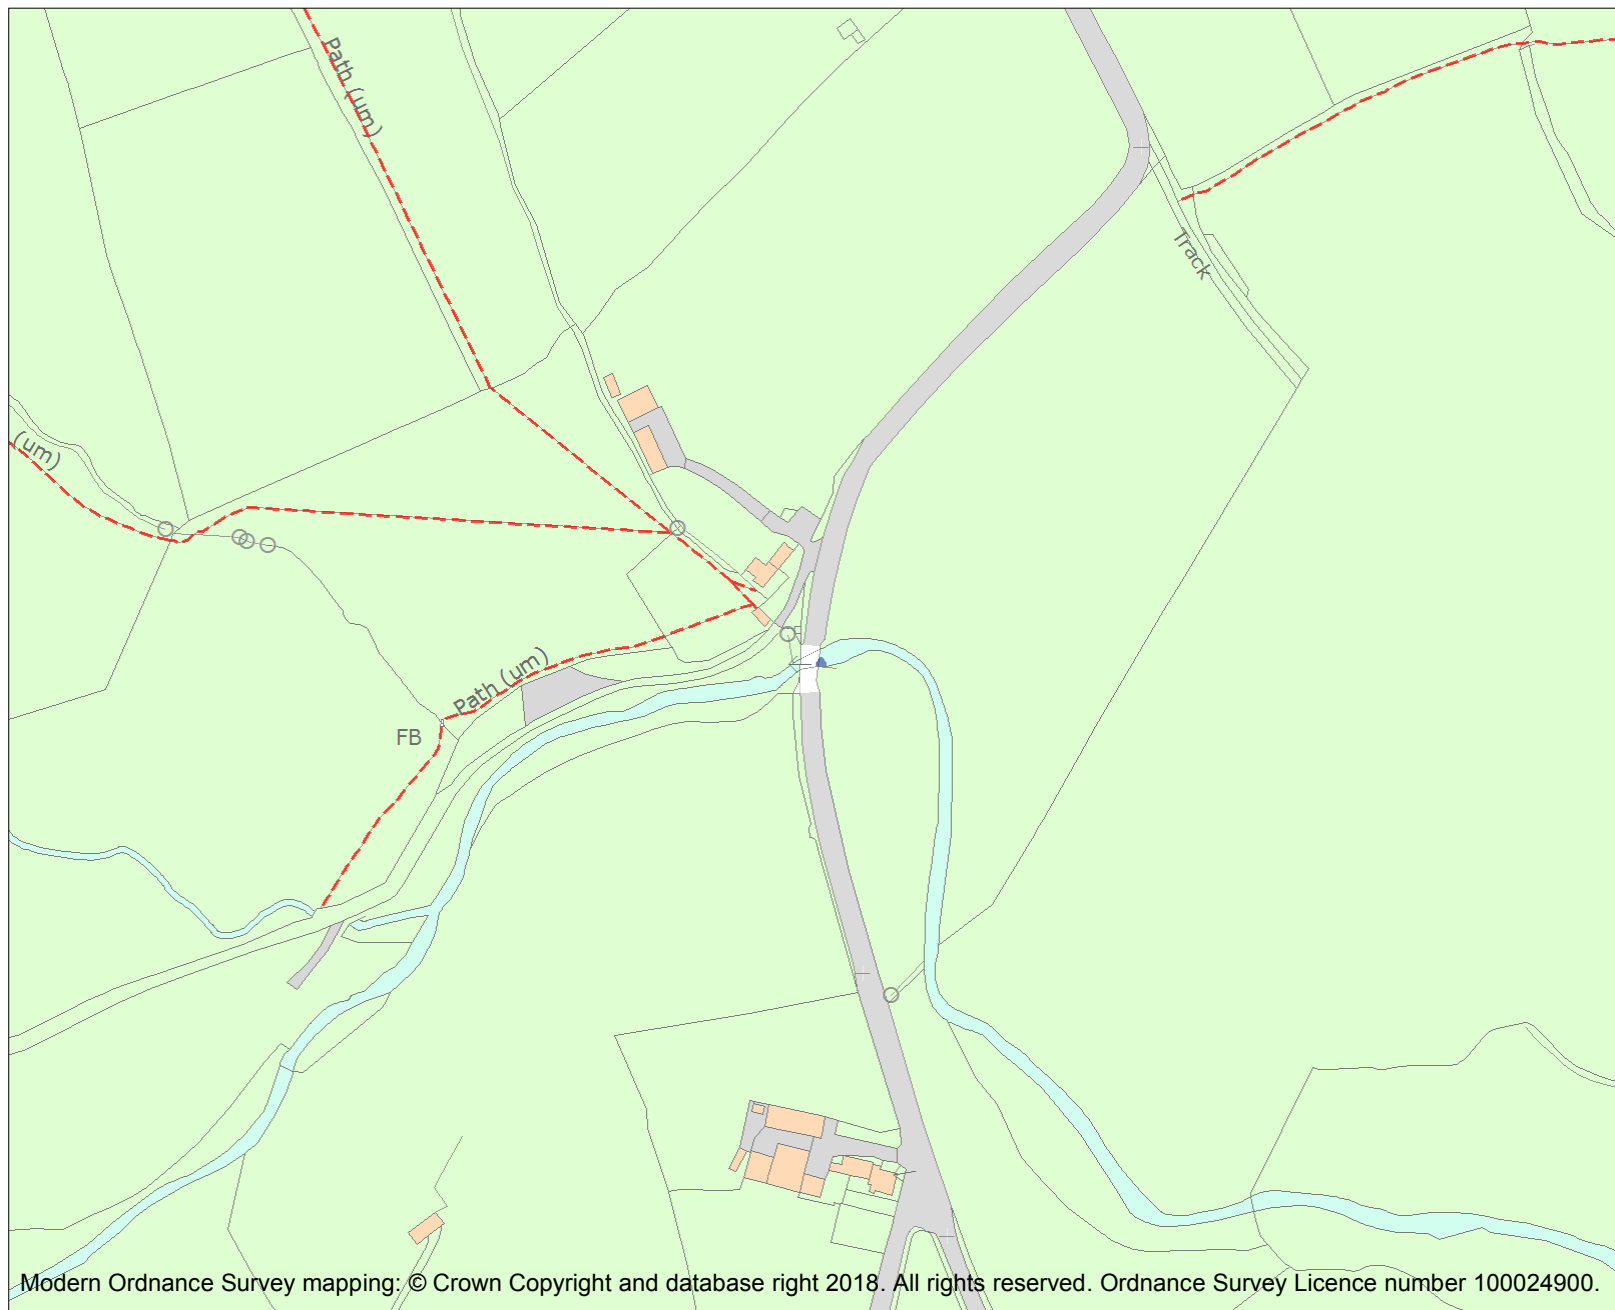 Path (um)
Track
(um)
Path (um)
FB
Modern Ordnance Survey mapping: © Crown Copyright and database right 2018. All rights reserved. Ordnance Survey Licence number 100024900.